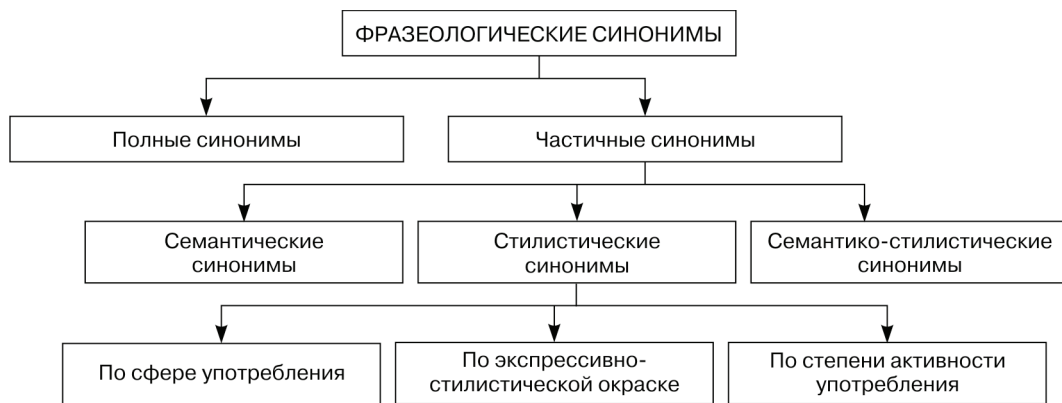 ФРАЗЕОЛОГИЧЕСКИЕ СИНОНИМЫ
Полные синонимы
Частичные синонимы
Семантические
синонимы
Стилистические
синонимы
Семантико-стилистические
синонимы
По сфере употребления
По экспрессивно-
стилистической окраске
По степени активности
употребления